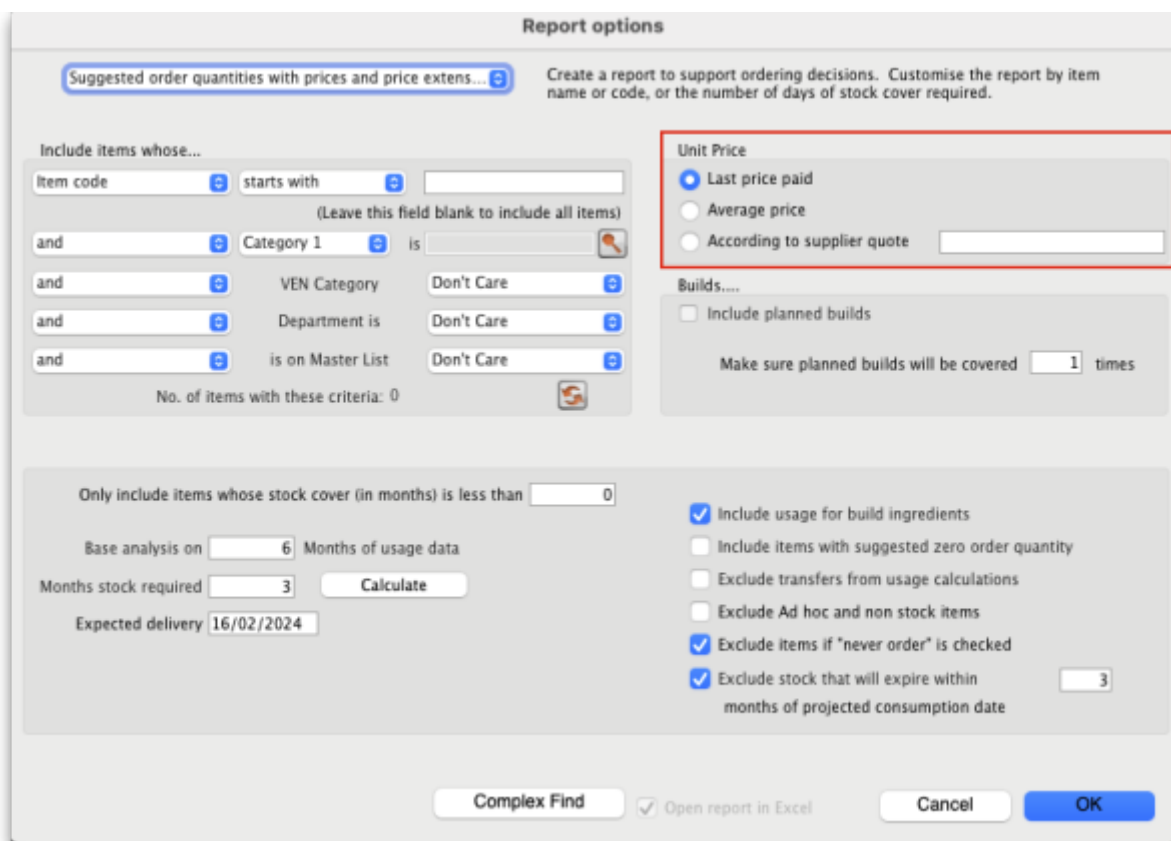 Report options
Suggested order quantities with prices and price extens...
Create a report to support ordering decisions. Customise the report by item
name or code, or the number of days of stock cover required.
Include items whose...
Item code starts with
(Leave this field blank to include all items)
and Category 1 is
and VEN Category Don't Care
and Department is Don't Care
and is on Master List Don't Care
No. of items with these criteria: 0
Unit Price
Last price paid
Average price
According to supplier quote
Builds....
Include planned builds
Make sure planned builds will be covered 1 times
Only include items whose stock cover (in months) is less than 0
Base analysis on 6 Months of usage data
Months stock required 3 Calculate
Expected delivery 16/02/2024
Include usage for build ingredients
Include items with suggested zero order quantity
Exclude transfers from usage calculations
Exclude Ad hoc and non stock items
Exclude items if "never order" is checked
Exclude stock that will expire within 3
months of projected consumption date
Complex Find Open report in Excel Cancel OK